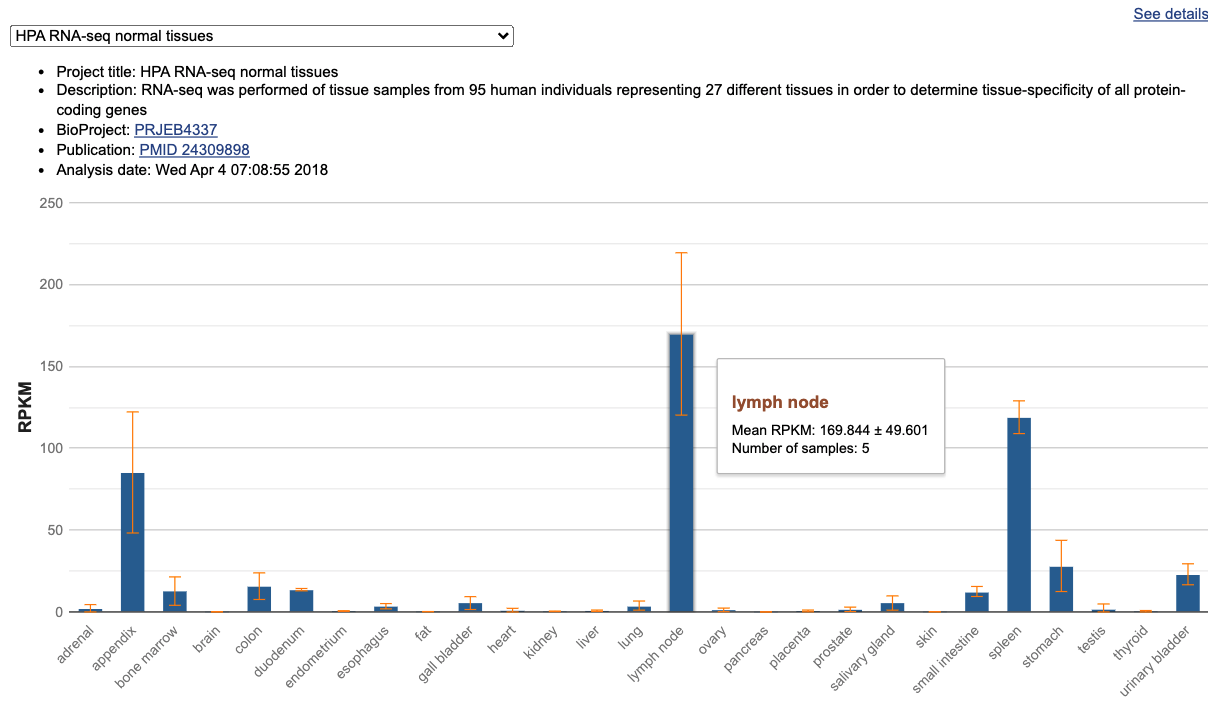 See details
HPA RNA-seq normal tissues
• Project title: HPA RNA-seq normal tissues
• Description: RNA-seq was performed of tissue samples from 95 human individuals representing 27 different tissues in order to determine tissue-specificity of all protein-
coding genes
• BioProject: PRJEB4337
• Publication: PMID 24309898
• Analysis date: Wed Apr 4 07:08:55 2018
250
200
150
100
50
0
RPKM
lymph node
Mean RPKM: 169.844 ± 49.601
Number of samples: 5
adrenal
appendix
bone marrow
brain
colon
duodenum
endometrium
esophagus
fat
gall bladder
heart
kidney
liver
lung
lymph node
ovary
pancreas
placenta
prostate
salivary gland
skin
small intestine
spleen
stomach
testis
thyroid
urinary bladder